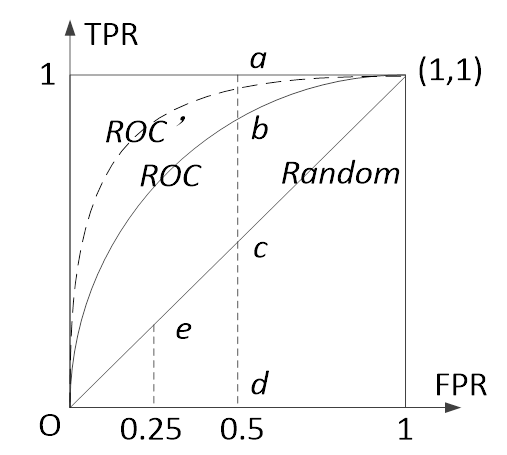 TPR
1
a
(1,1)
ROC’
b
ROC
Random
c
e
d
FPR
O
0.25
0.5
1